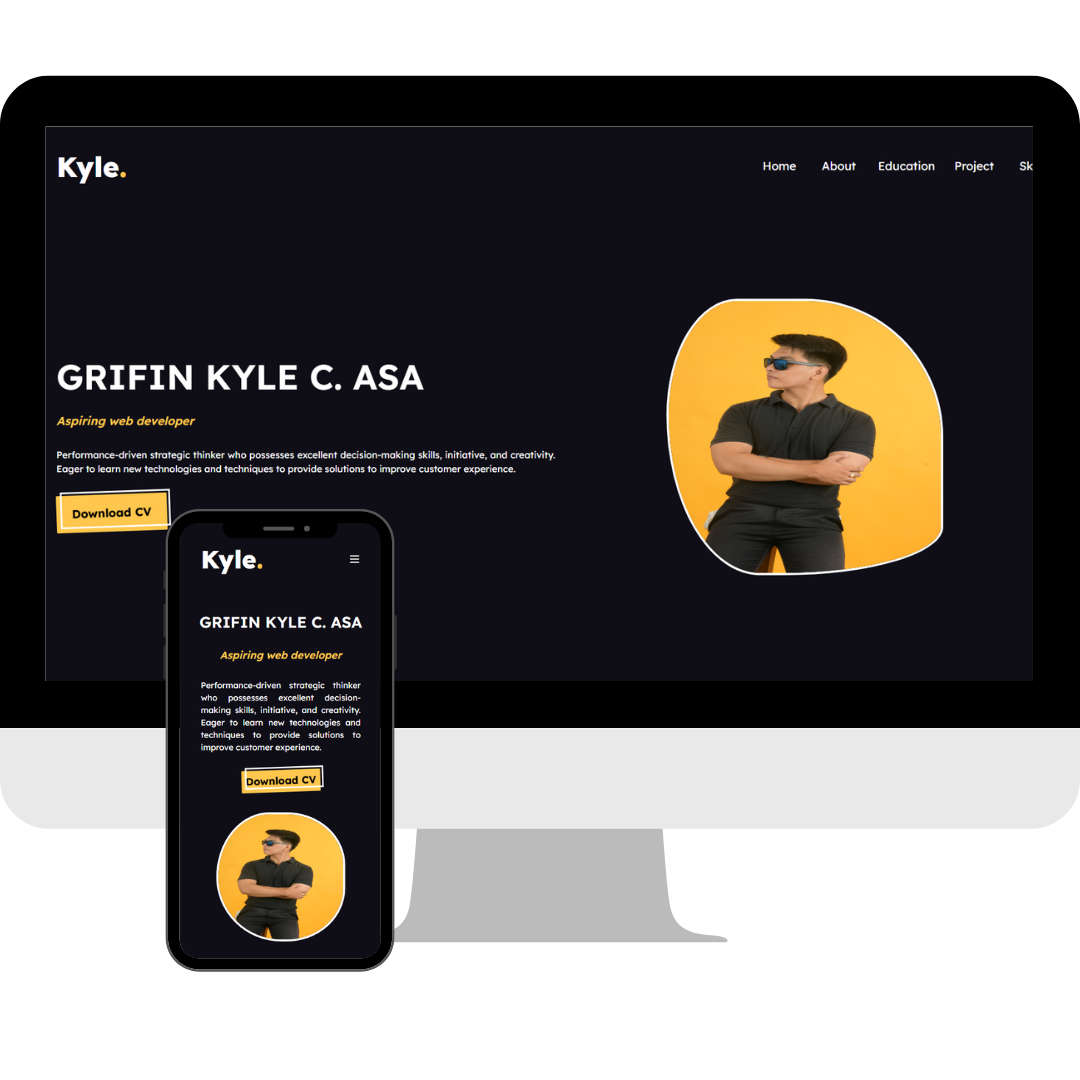 Kyle.
Home About Education Project Sk
GRIFIN KYLE C. ASA
Aspiring web developer
Performance-driven strategic thinker who possesses excellent decision-making skills, initiative, and creativity.
Eager to learn new technologies and techniques to provide solutions to improve customer experience.
Download CV
Kyle.
GRIFIN KYLE C. ASA
Aspiring web developer
Performance-driven strategic thinker
who possesses excellent decision-
making skills, initiative, and creativity.
Eager to learn new technologies and
techniques to provide solutions to
improve customer experience.
Download CV